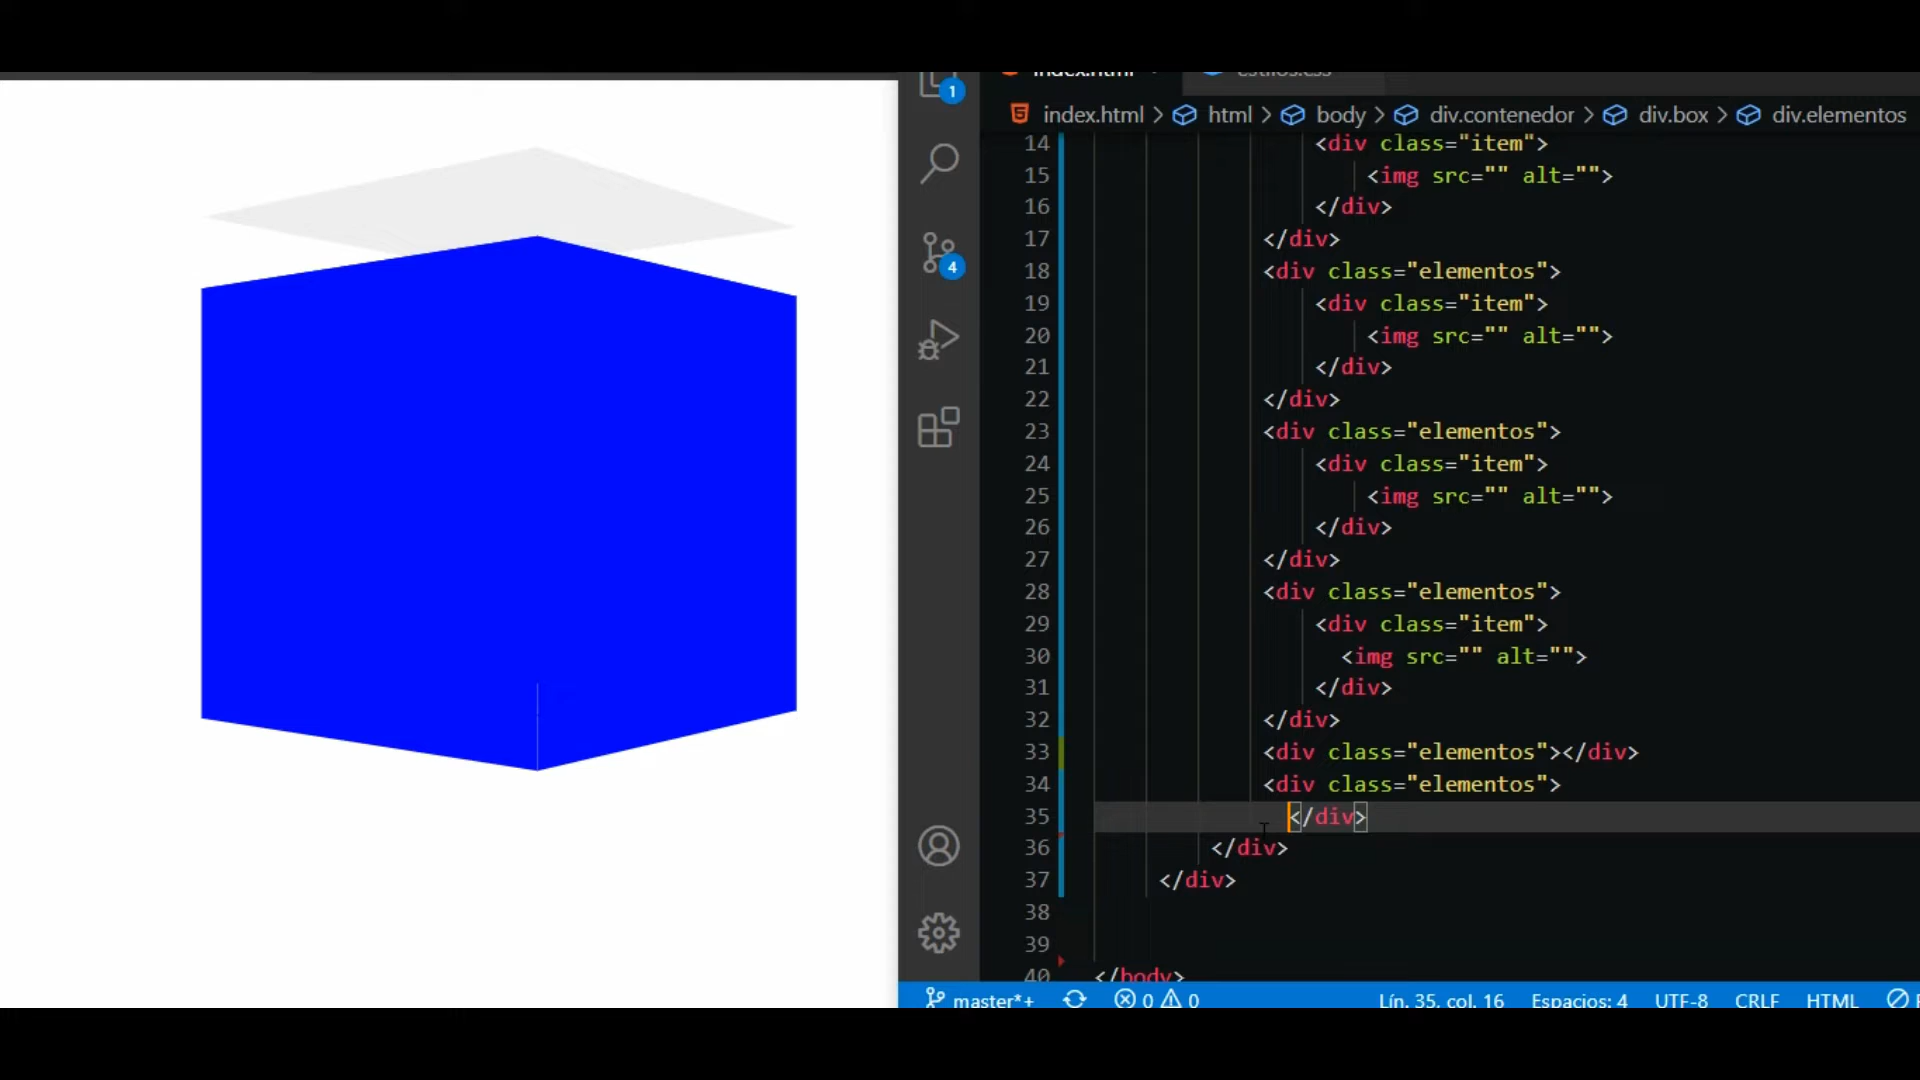 index.html
estilos.css
1
index.html > html > body > div.contenedor > div.box > div.elementos
14 <div class="item">
15 <img src="" alt="">
16 </div>
17 </div>
4
18 <div class="elementos">
19 <div class="item">
20 <img src="" alt="">
21 </div>
22 </div>
23 <div class="elementos">
24 <div class="item">
25 <img src="" alt="">
26 </div>
27 </div>
28 <div class="elementos">
29 <div class="item">
30 <img src="" alt="">
31 </div>
32 </div>
33 <div class="elementos"></div>
34 <div class="elementos">
35 </div>
36 </div>
37 </div>
38
39
40 </body>
master*+ 0 0 Lín. 35, col. 16 Espacios: 4 UTF-8 CRLF HTML